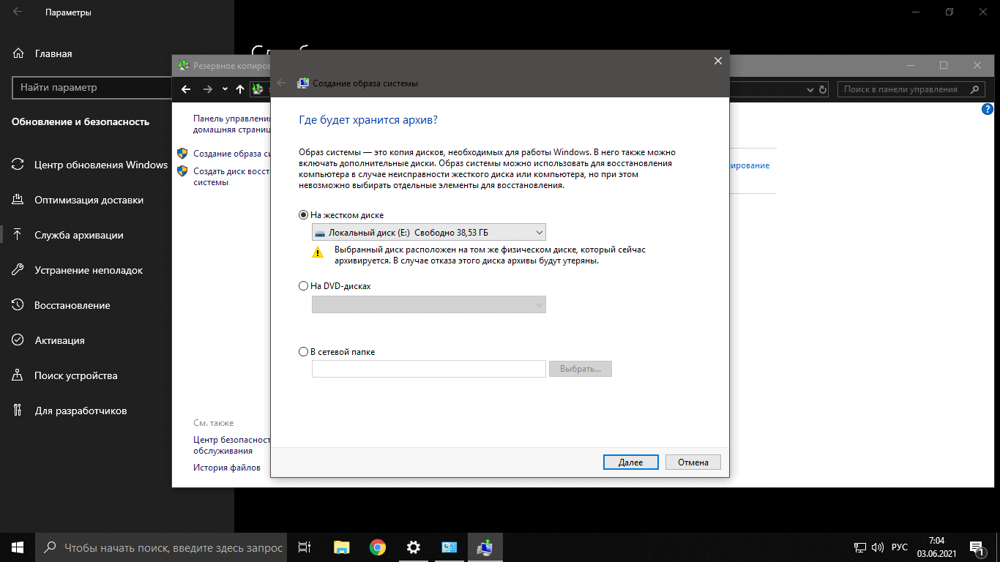 Параметры
Главная
Найти параметр
Обновление и безопасность
Центр обновления Windows
Оптимизация доставки
Служба архивации
Устранение неполадок
Восстановление
Активация
Поиск устройства
Для разработчиков
Резервное копиров
Поиск в панели управления
Панель управления
домашняя страниц
Создание образа си
Создать диск восст
системы
ирование
См. также
Центр безопасност
обслуживания
История файлов
Создание образа системы
Где будет хранится архив?
Образ системы — это копия дисков, необходимых для работы Windows. В него также можно
включать дополнительные диски. Образ системы можно использовать для восстановления
компьютера в случае неисправности жесткого диска или компьютера, но при этом
невозможно выбирать отдельные элементы для восстановления.
На жестком диске
Локальный диск (E:) Свободно 38,53 ГБ
Выбранный диск расположен на том же физическом диске, который сейчас
архивируется. В случае отказа этого диска архивы будут утеряны.
На DVD-дисках
В сетевой папке
Выбрать...
Далее
Отмена
Чтобы начать поиск, введите здесь запрос
РУС
7:04
03.06.2021
1